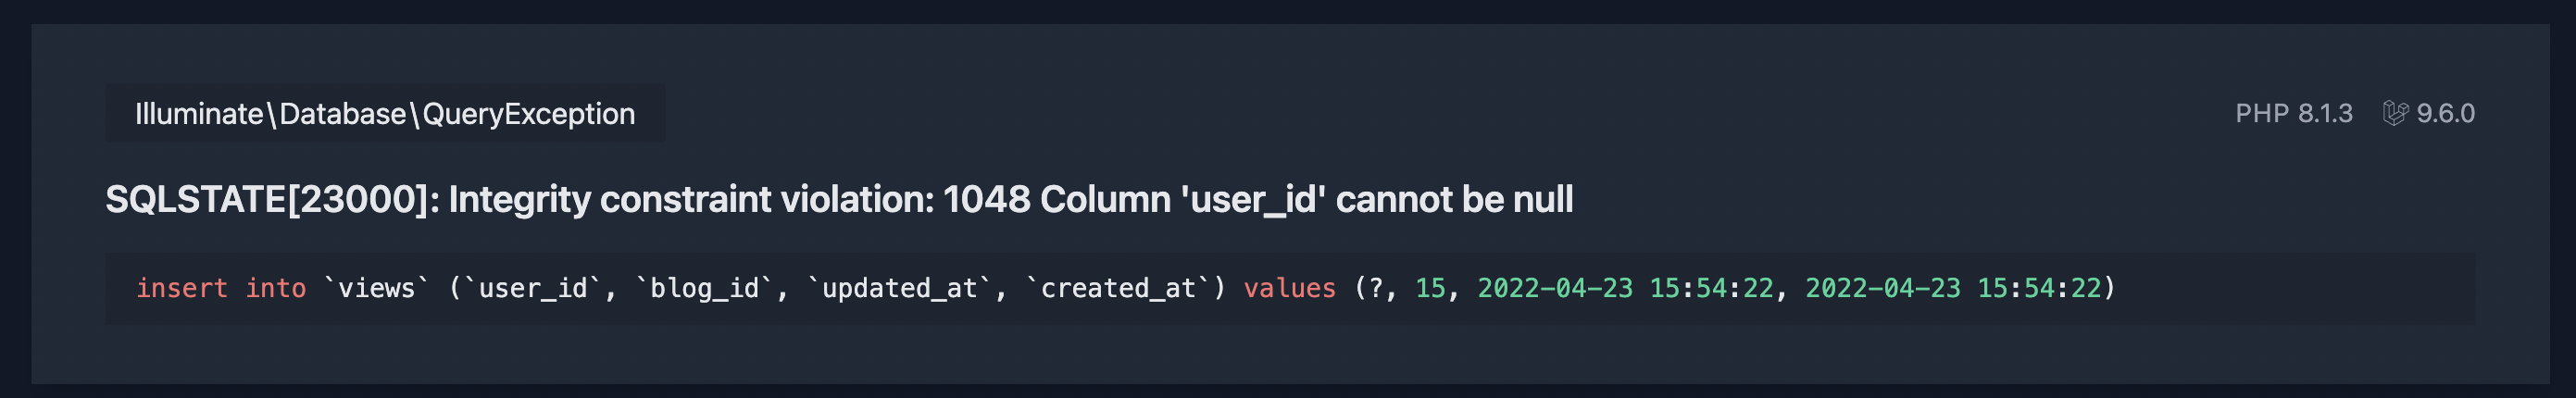 Illuminate\Database\QueryException
PHP 8.1.3 9.6.0
SQLSTATE[23000]: Integrity constraint violation: 1048 Column 'user_id' cannot be null
insert into `views` (`user_id`, `blog_id`, `updated_at`, `created_at`) values (?, 15, 2022-04-23 15:54:22, 2022-04-23 15:54:22)